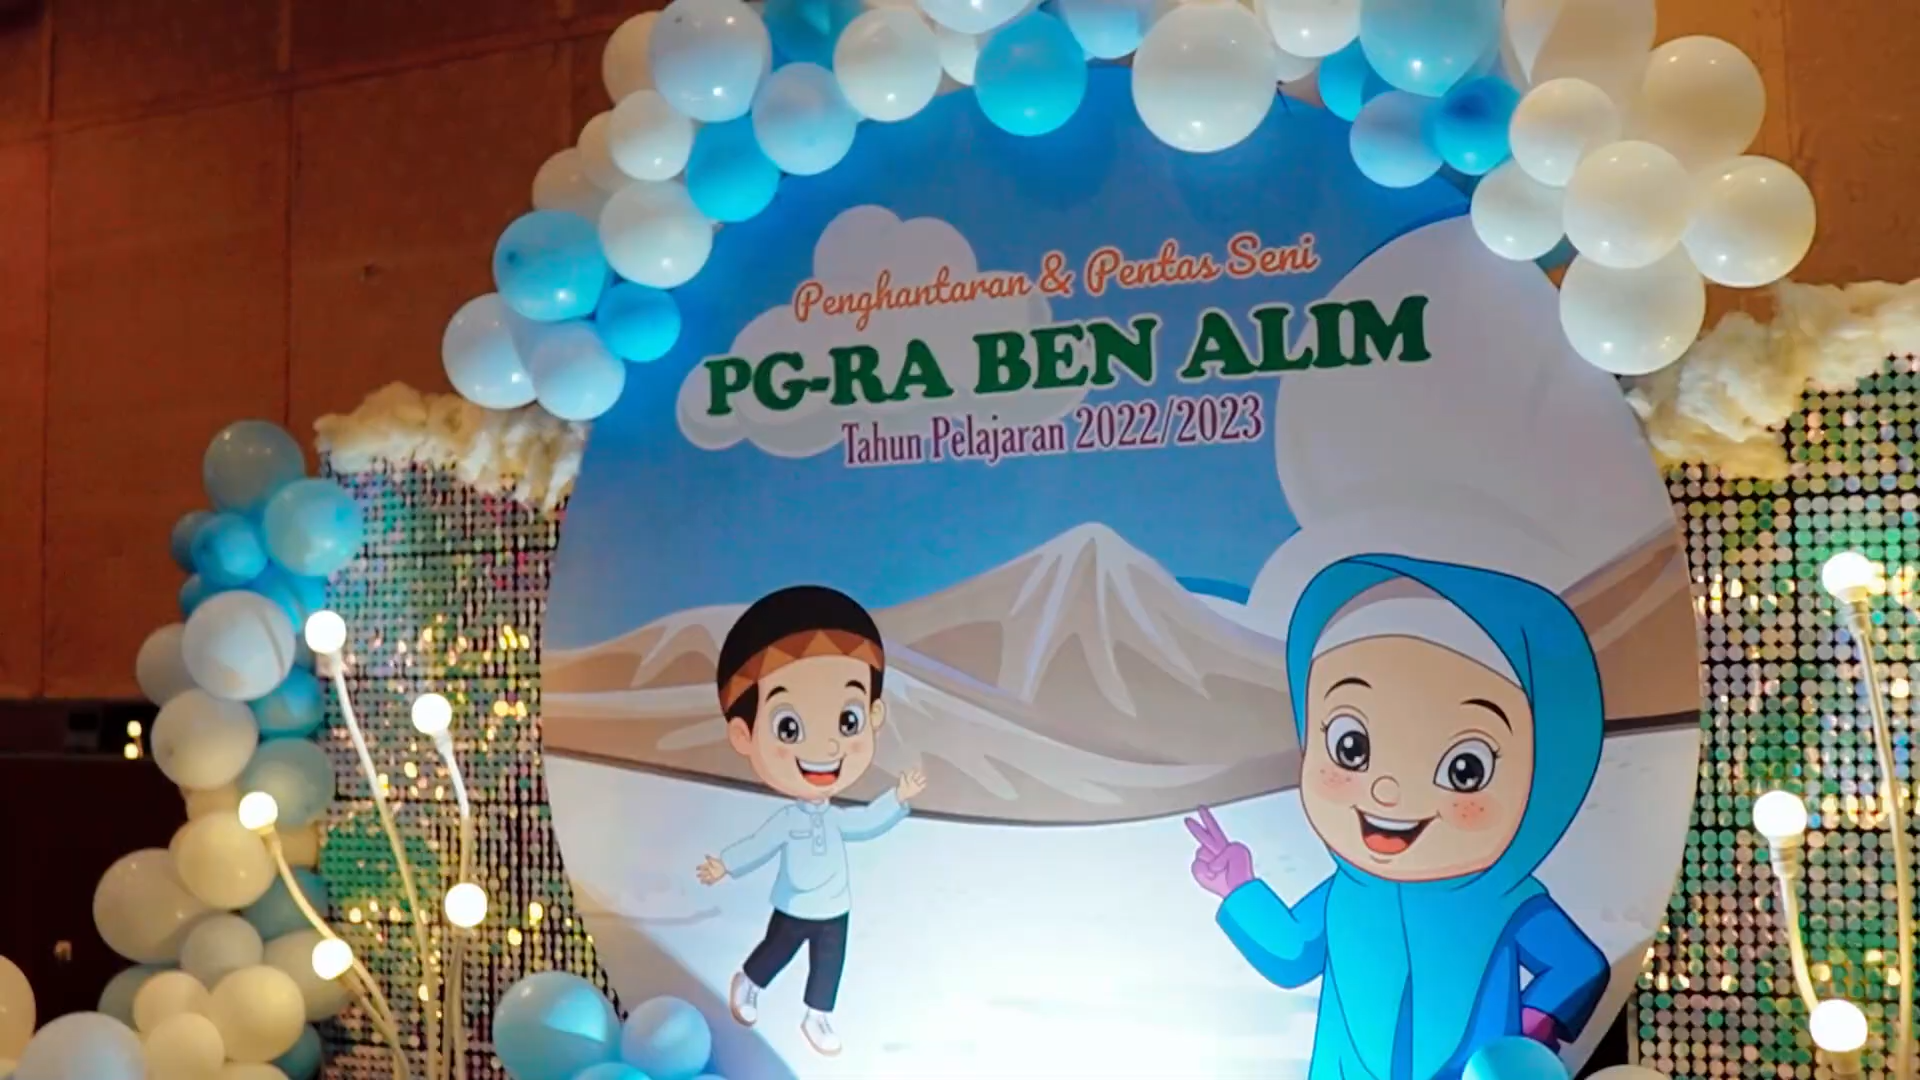 Penghantaran & Pentas Seni
PG-RA BEN ALIM
Tahun Pelajaran 2022/2023